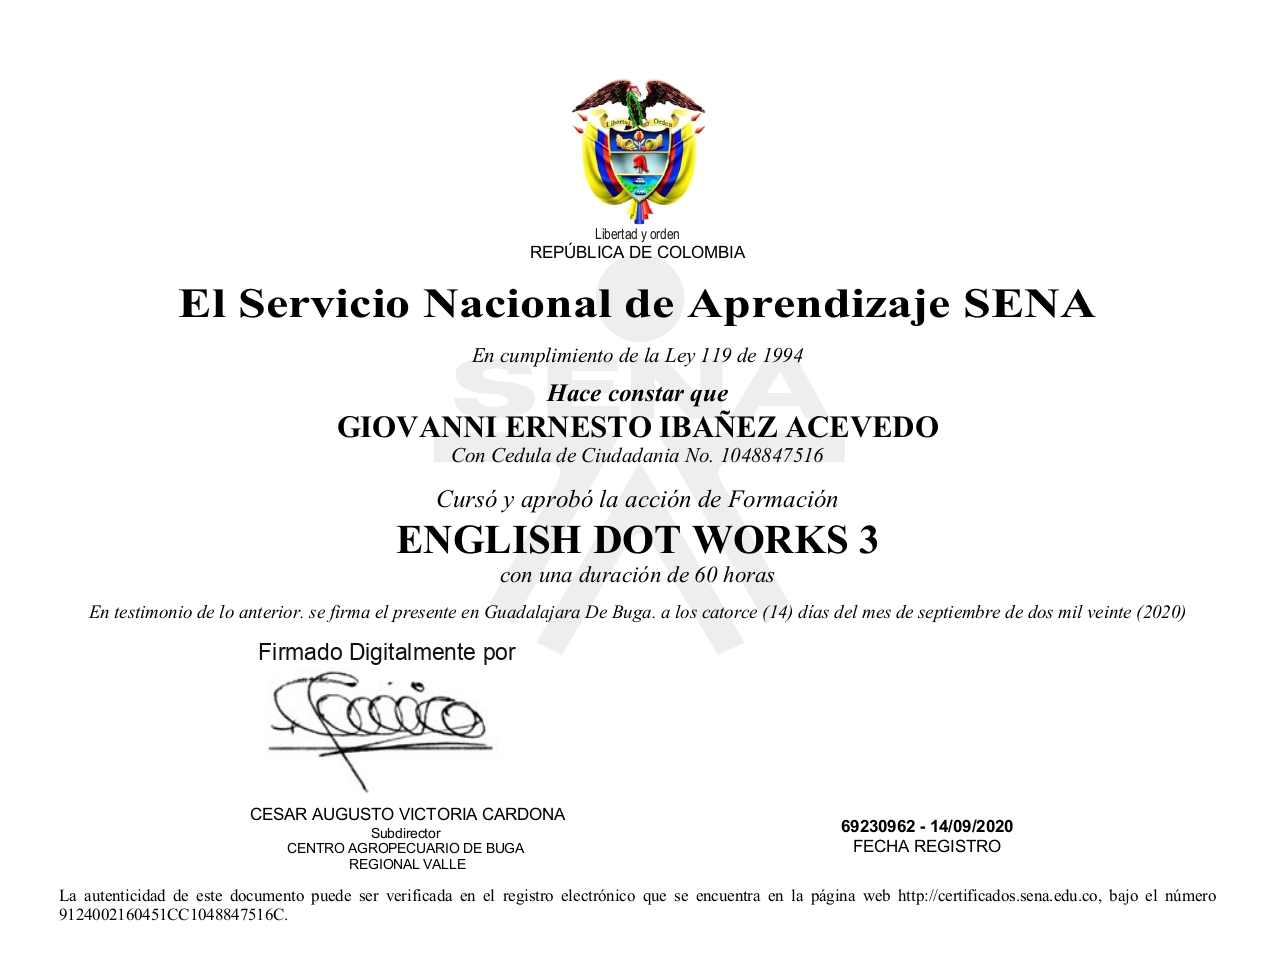 Libertad y Orden
Libertad y orden
REPÚBLICA DE COLOMBIA
El Servicio Nacional de Aprendizaje SENA
En cumplimiento de la Ley 119 de 1994
SENA
Hace constar que
GIOVANNI ERNESTO IBAÑEZ ACEVEDO
Con Cedula de Ciudadania No. 1048847516
Cursó y aprobó la acción de Formación
ENGLISH DOT WORKS 3
con una duración de 60 horas
En testimonio de lo anterior. se firma el presente en Guadalajara De Buga. a los catorce (14) días del mes de septiembre de dos mil veinte (2020)
Firmado Digitalmente por
CESAR AUGUSTO VICTORIA CARDONA
Subdirector
CENTRO AGROPECUARIO DE BUGA
REGIONAL VALLE
69230962 - 14/09/2020
FECHA REGISTRO
La autenticidad de este documento puede ser verificada en el registro electrónico que se encuentra en la página web http://certificados.sena.edu.co, bajo el número
9124002160451CC1048847516C.